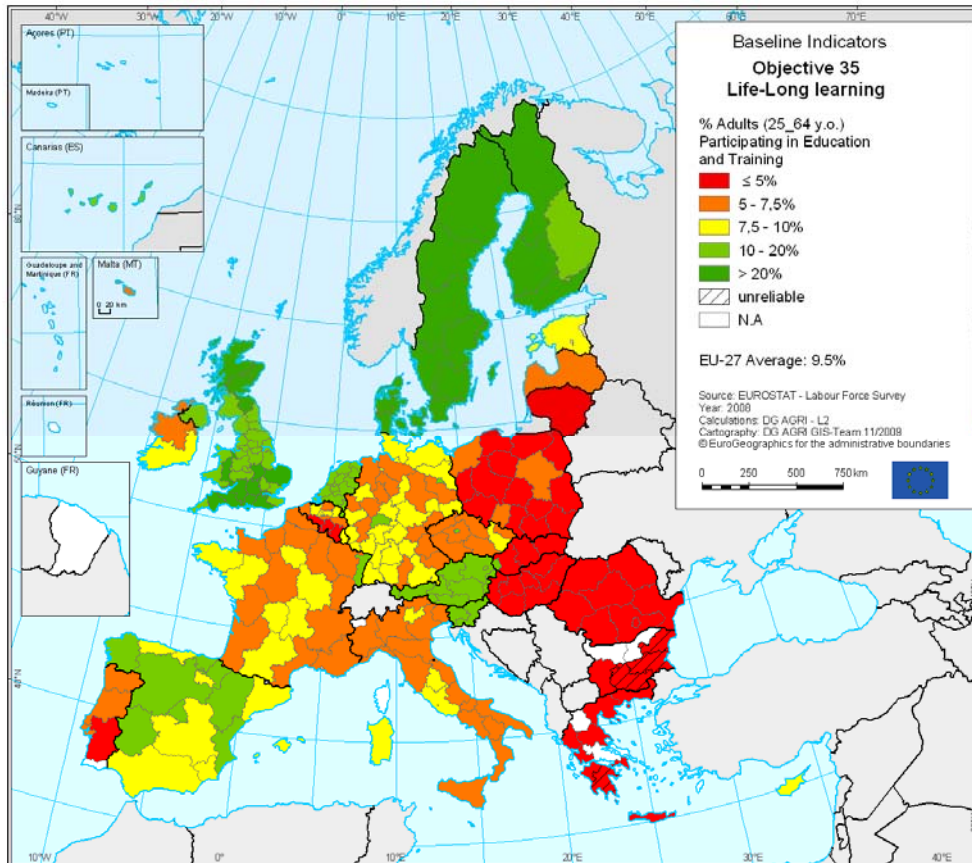 40°W
30°W
20°W
10°W
0°
10°E
20°E
30°E
40°E
50°E
60°E
70°E
Açores (PT)
Madeira (PT)
Canarias (ES)
Guadeloupe and
Martinique (FR)
Malta (MT)
0 20 km
Réunion (FR)
Guyane (FR)
Baseline Indicators
Objective 35
Life-Long learning
% Adults (25_64 y.o.)
Participating in Education
and Training
≤ 5%
5 - 7,5%
7,5 - 10%
10 - 20%
> 20%
unreliable
N.A
EU-27 Average: 9.5%
Source: EUROSTAT - Labour Force Survey
Year: 2008
Calculations: DG AGRI - L2
Cartography: DG AGRI GIS-Team 11/2009
© EuroGeographics for the administrative boundaries
0 250 500 750 km
40°N
10°W
0°
10°E
20°E
30°E
40°E